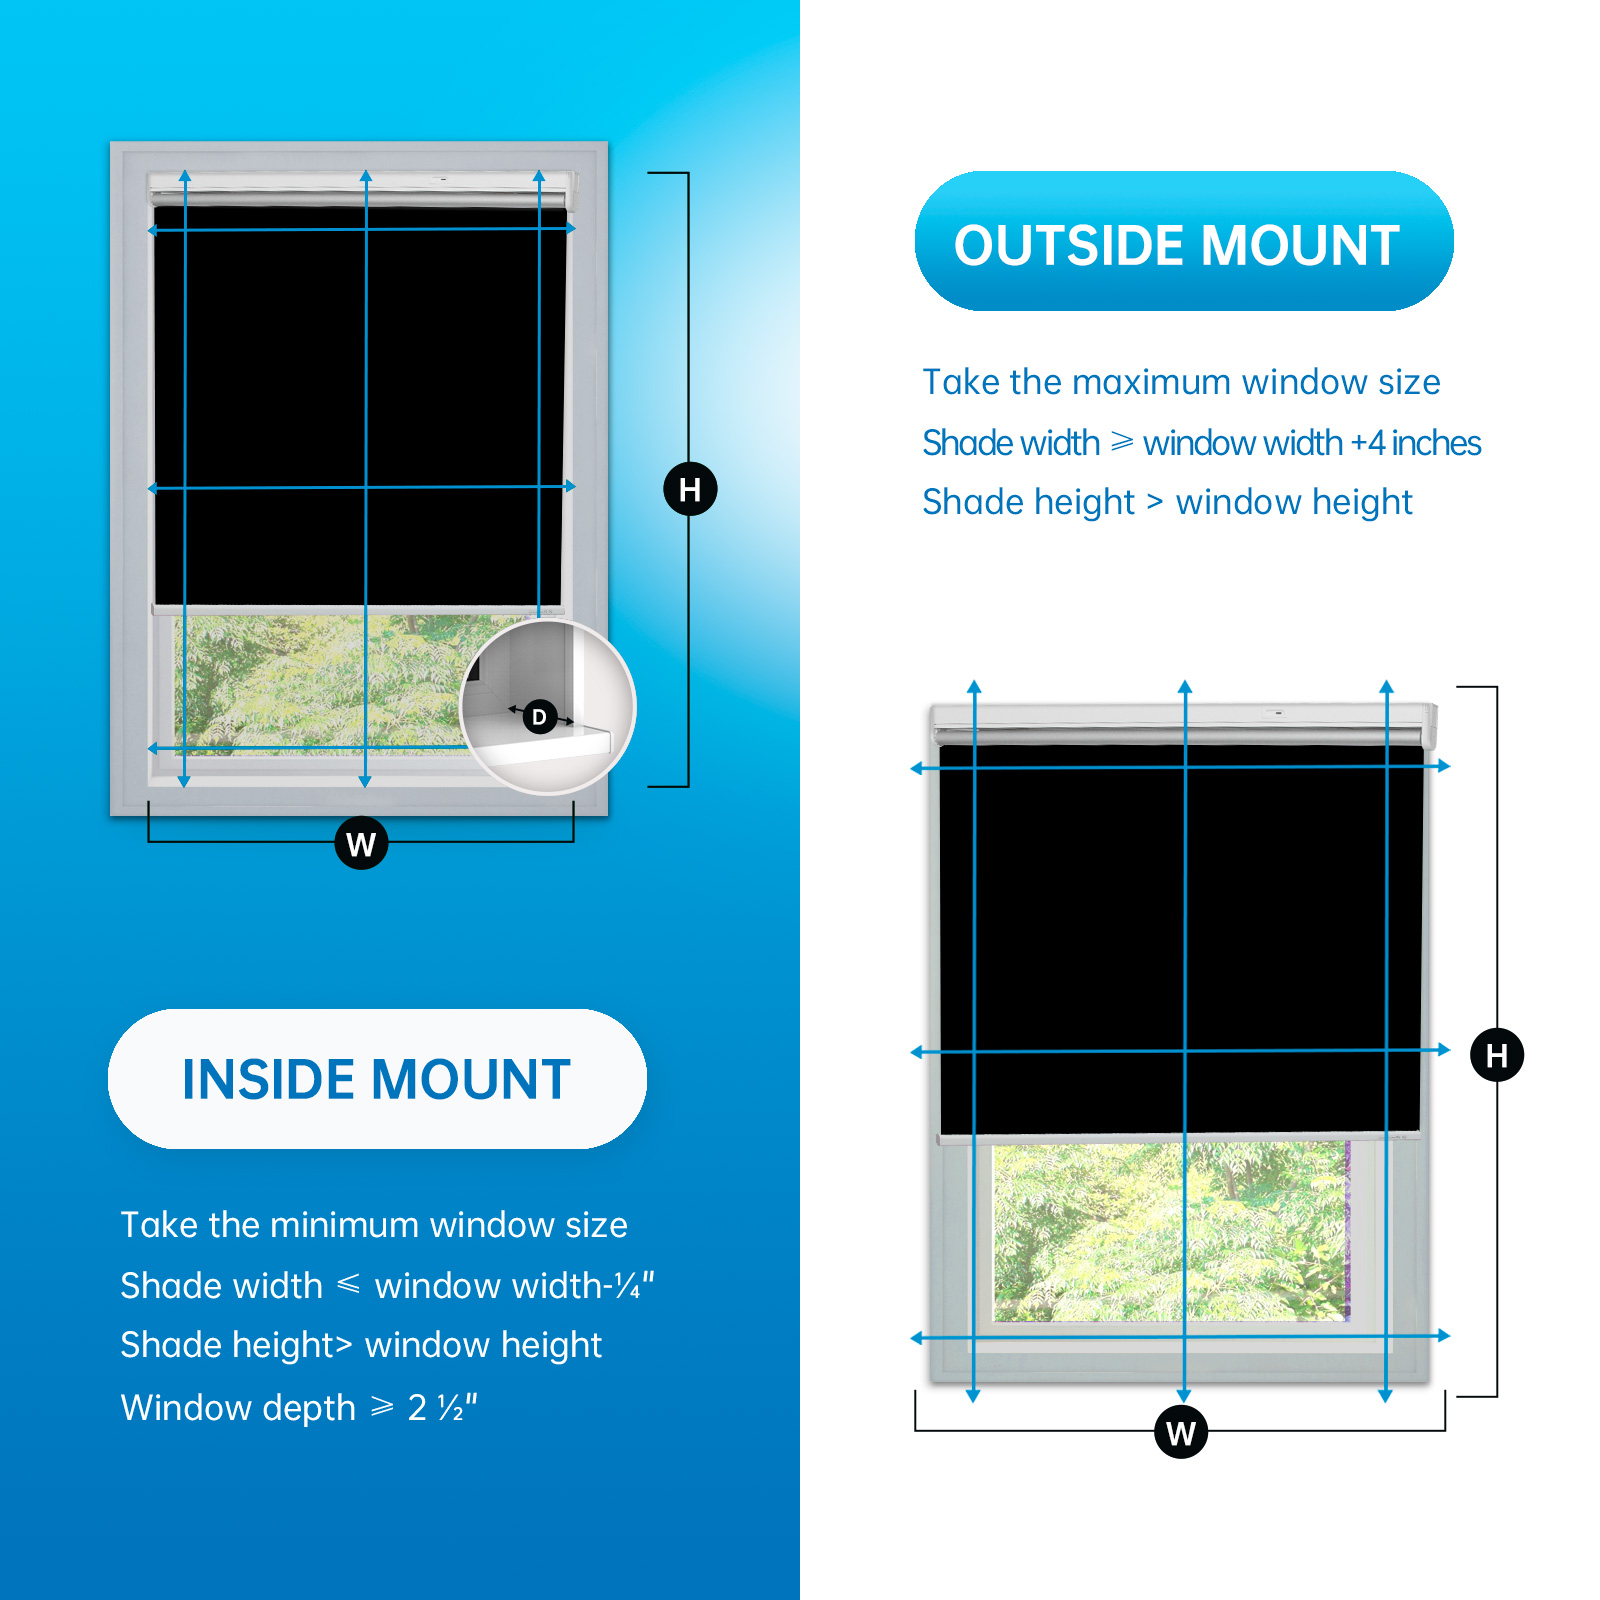 H
D
W
INSIDE MOUNT
Take the minimum window size
Shade width ⩽ window width-¼"
Shade height> window height
Window depth ⩾ 2 ½"
OUTSIDE MOUNT
Take the maximum window size
Shade width ⩾ window width +4 inches
Shade height > window height
H
W